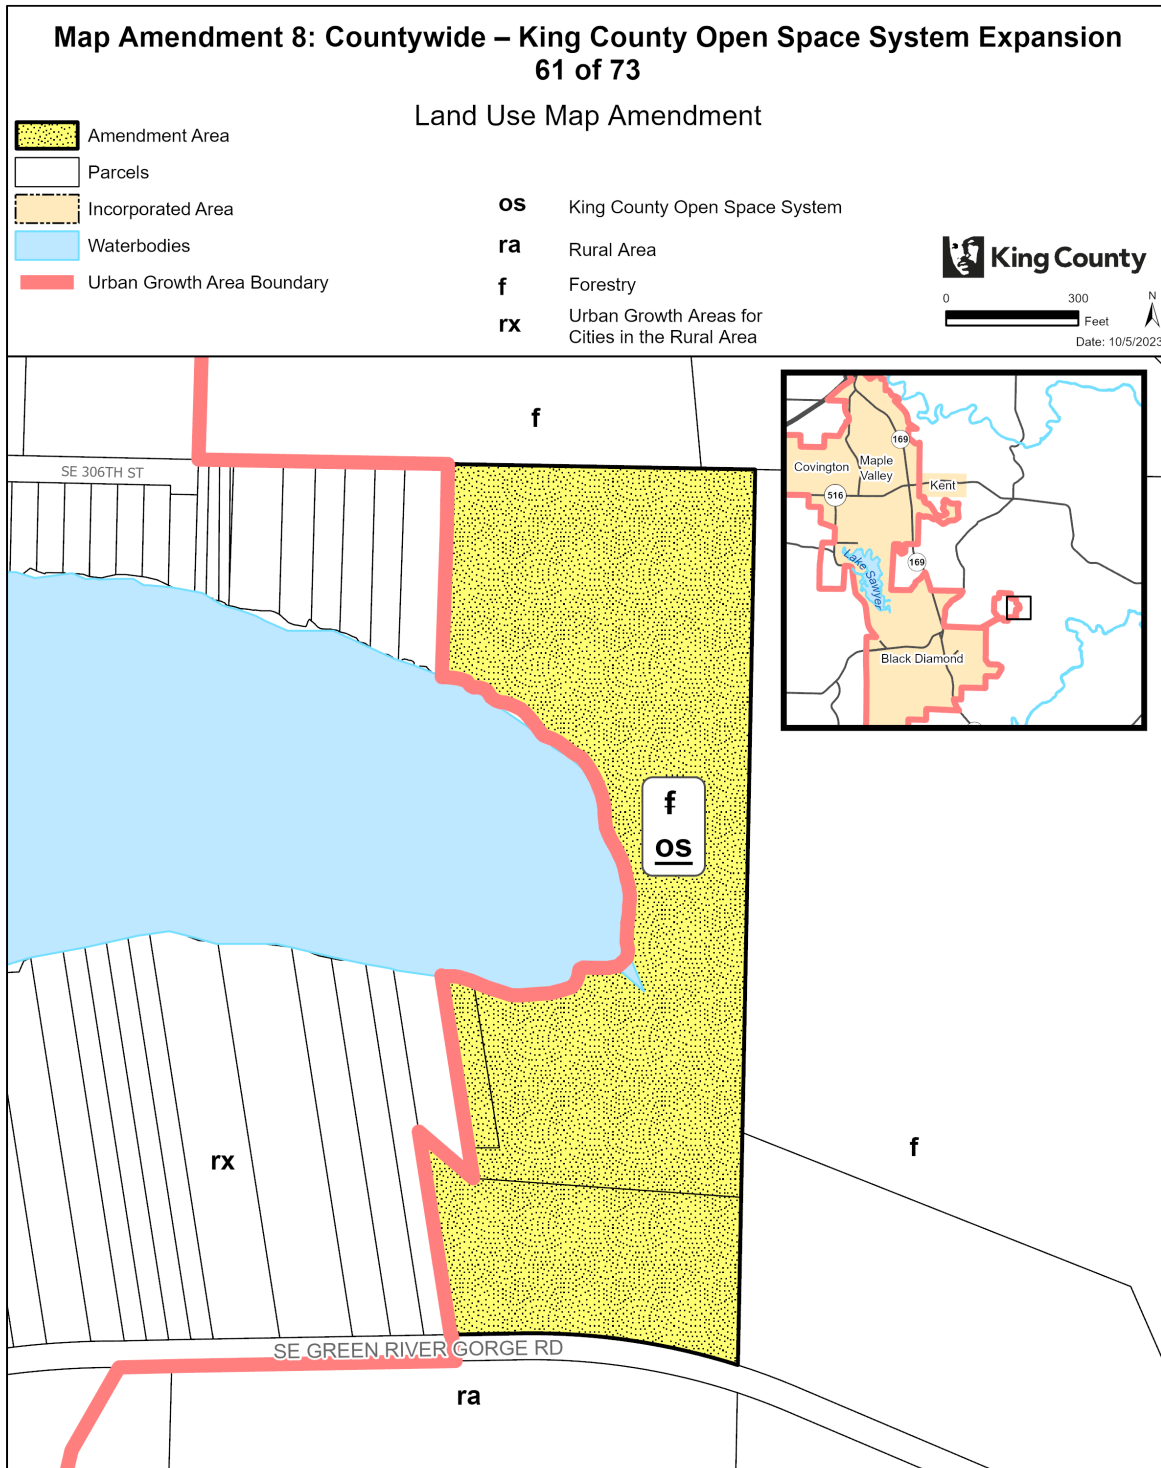 Map Amendment 8: Countywide – King County Open Space System Expansion
61 of 73
Land Use Map Amendment
Amendment Area
Parcels
Incorporated Area
Waterbodies
Urban Growth Area Boundary
os King County Open Space System
ra Rural Area
f Forestry
rx Urban Growth Areas for
Cities in the Rural Area
King County
0 300
Feet
N
Date: 10/5/2023
f
SE 306TH ST
169
Covington
Maple
Valley
Kent
516
169
Lake Sawyer
Black Diamond
f
os
rx
f
SE GREEN RIVER GORGE RD
ra